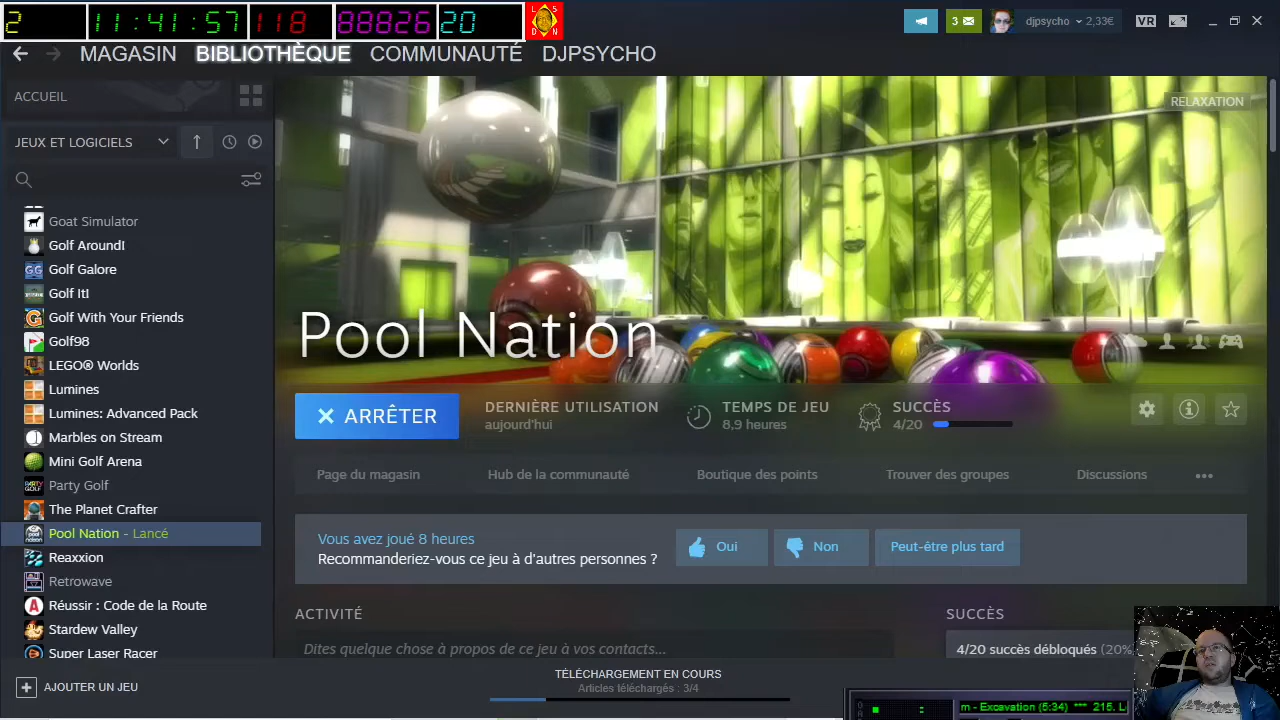 2 11:41:57 118 88826 20 LSDN
3 djpsycho 2,33€ VR
MAGASIN BIBLIOTHÈQUE COMMUNAUTÉ DJPSYCHO
ACCUEIL
RELAXATION
JEUX ET LOGICIELS
Goat Simulator
Golf Around!
Golf Galore
Golf It!
Golf With Your Friends
Golf98
LEGO® Worlds
Lumines
Lumines: Advanced Pack
Marbles on Stream
Mini Golf Arena
Party Golf
The Planet Crafter
Pool Nation - Lancé
Reaxxion
Retrowave
Réussir : Code de la Route
Stardew Valley
Super Laser Racer
AJOUTER UN JEU
Pool Nation
ARRÊTER
DERNIÈRE UTILISATION
aujourd'hui
TEMPS DE JEU
8,9 heures
SUCCÈS
4/20
Page du magasin Hub de la communauté Boutique des points Trouver des groupes Discussions
Vous avez joué 8 heures
Recommanderiez-vous ce jeu à d'autres personnes ?
Oui Non Peut-être plus tard
ACTIVITÉ
Dites quelque chose à propos de ce jeu à vos contacts...
SUCCÈS
4/20 succès débloqués (20%
TÉLÉCHARGEMENT EN COURS
Articles téléchargés : 3/4
m - Excavation (5:34) *** 215. L